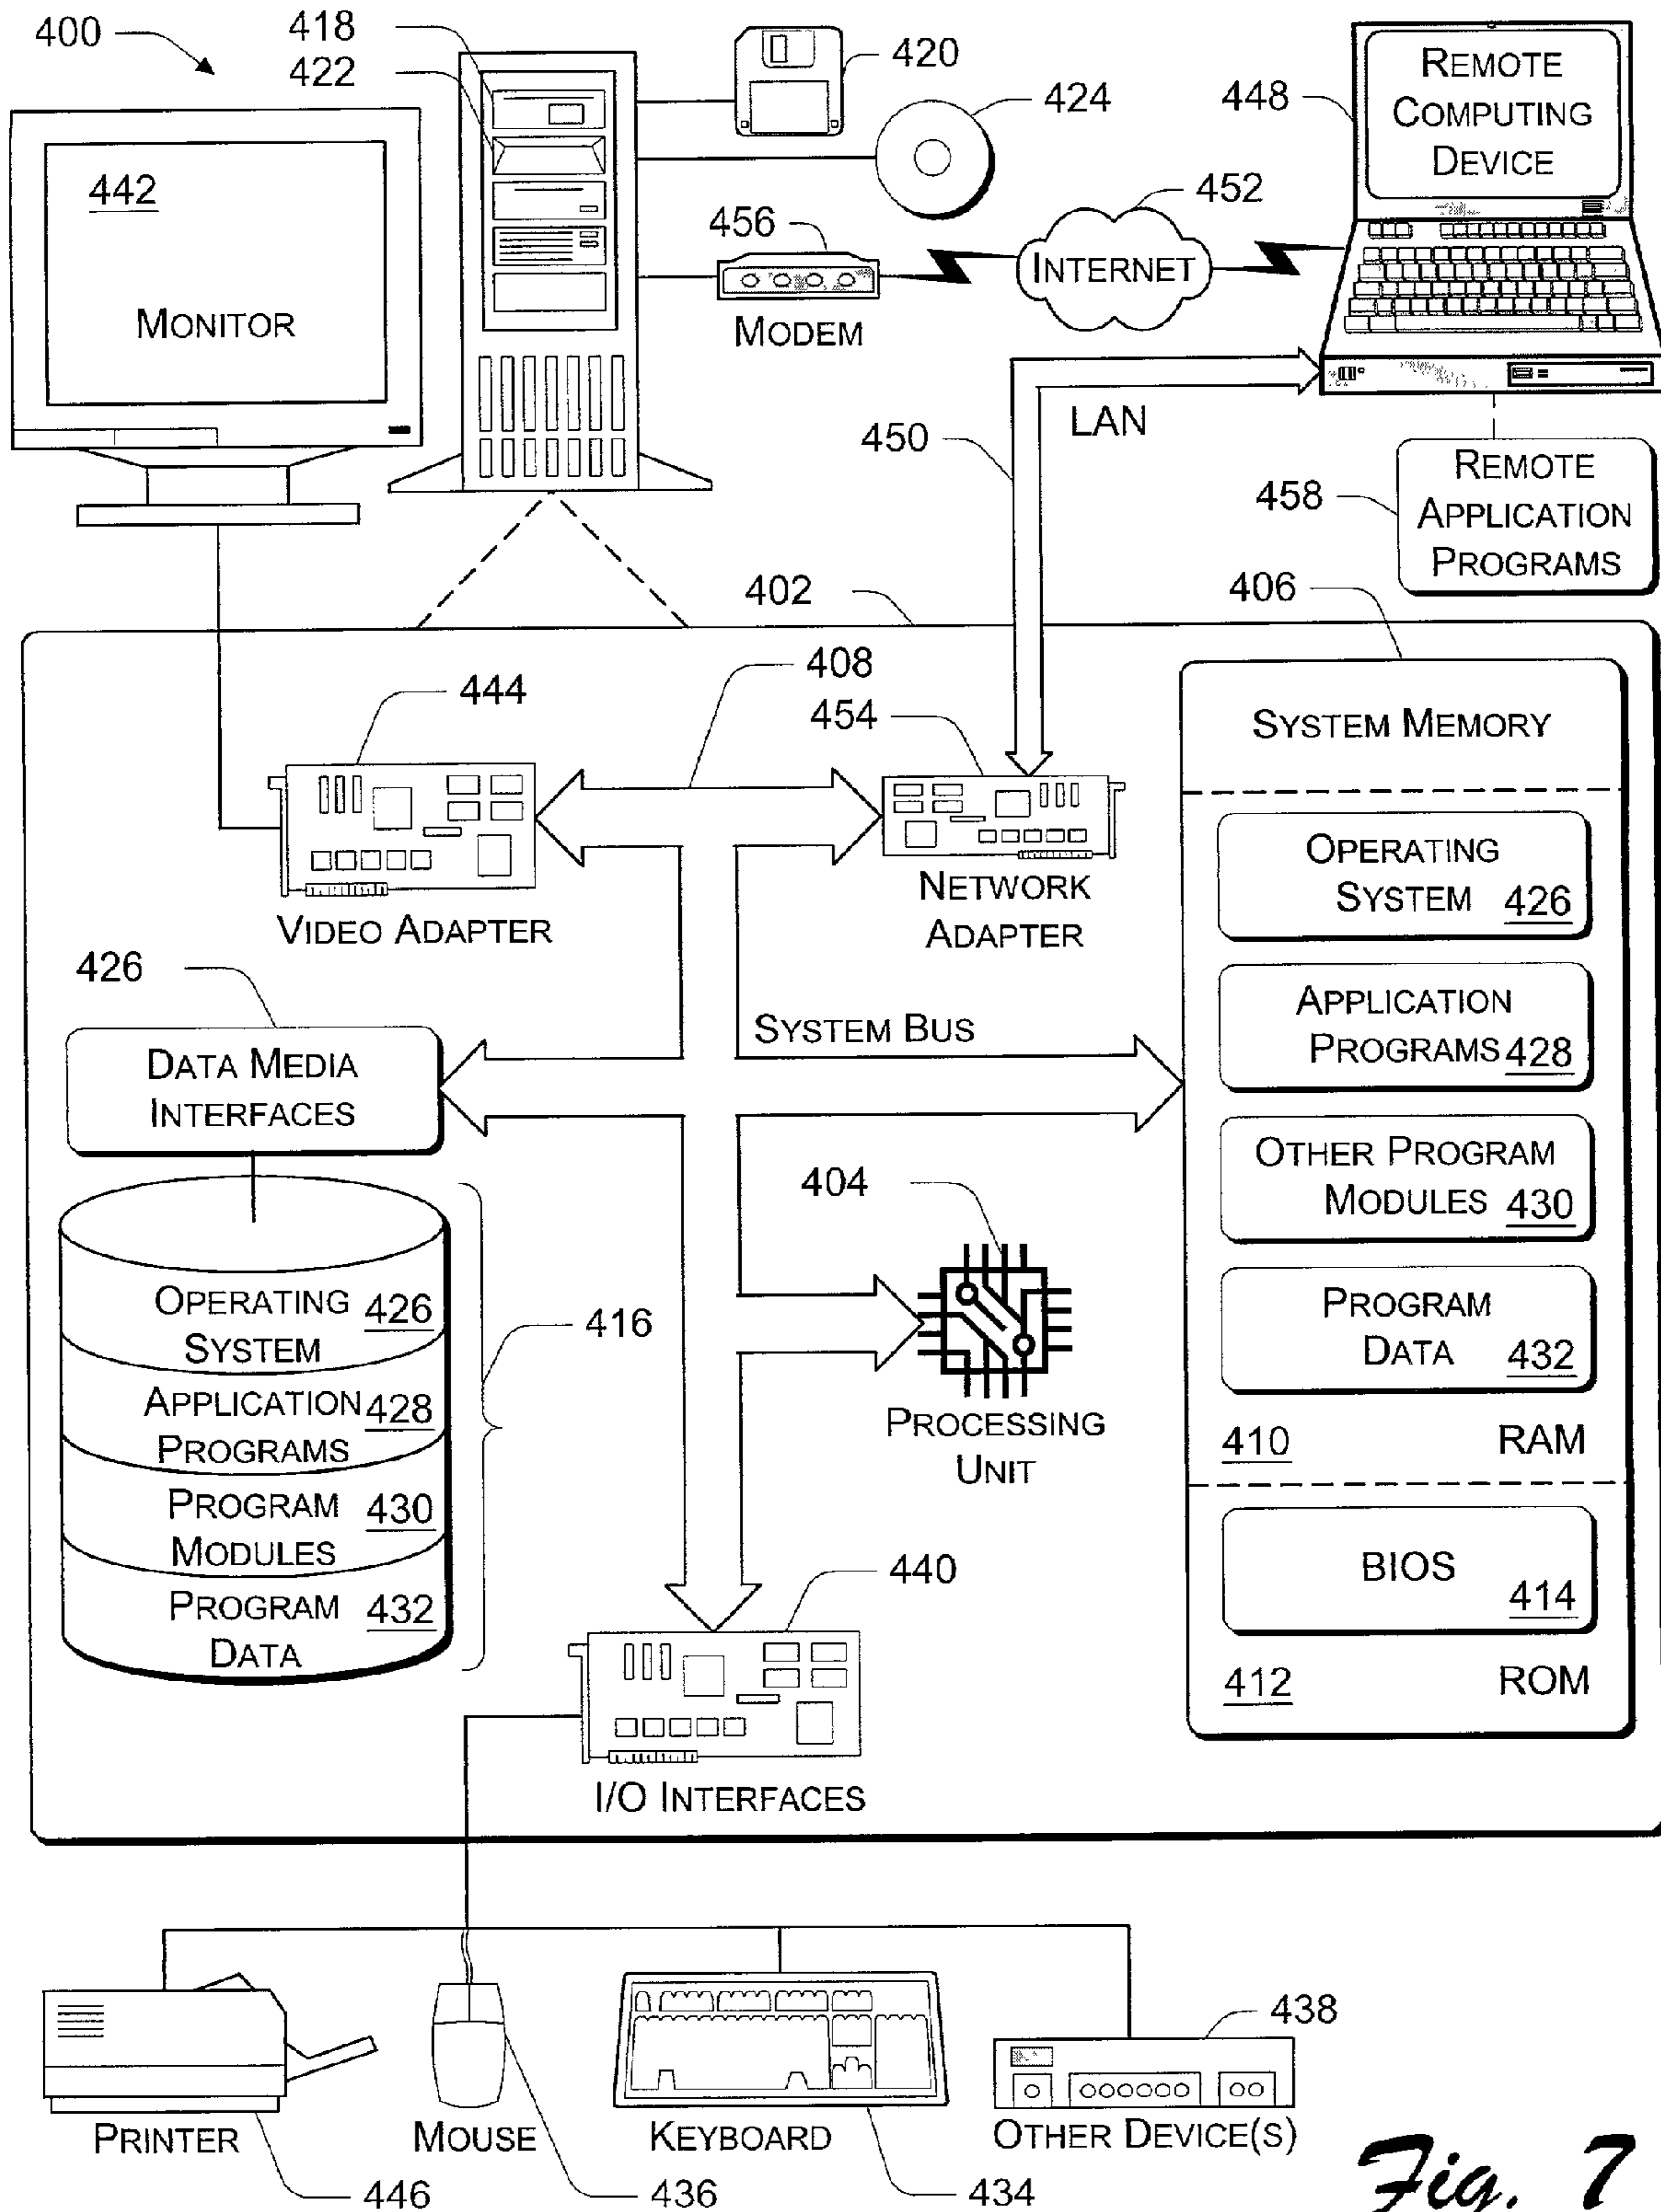 400
418
422
420
424
448
REMOTE
COMPUTING
DEVICE
442
MONITOR
456
MODEM
452
INTERNET
450
LAN
458
REMOTE
APPLICATION
PROGRAMS
402
406
444
408
454
VIDEO ADAPTER
NETWORK
ADAPTER
SYSTEM MEMORY
OPERATING
SYSTEM 426
APPLICATION
PROGRAMS 428
OTHER PROGRAM
MODULES 430
PROGRAM
DATA 432
410 RAM
BIOS
414
412 ROM
426
DATA MEDIA
INTERFACES
SYSTEM BUS
404
PROCESSING
UNIT
OPERATING 426
SYSTEM
APPLICATION 428
PROGRAMS
PROGRAM 430
MODULES
PROGRAM 432
DATA
416
440
I/O INTERFACES
438
PRINTER
MOUSE
KEYBOARD
OTHER DEVICE(S)
446
436
434
Fig. 7